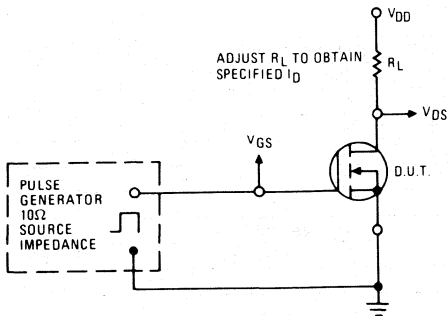 VDD
ADJUST RL TO OBTAIN
SPECIFIED ID
RL
VDS
VGS
D.U.T.
PULSE
GENERATOR
10Ω
SOURCE
IMPEDANCE